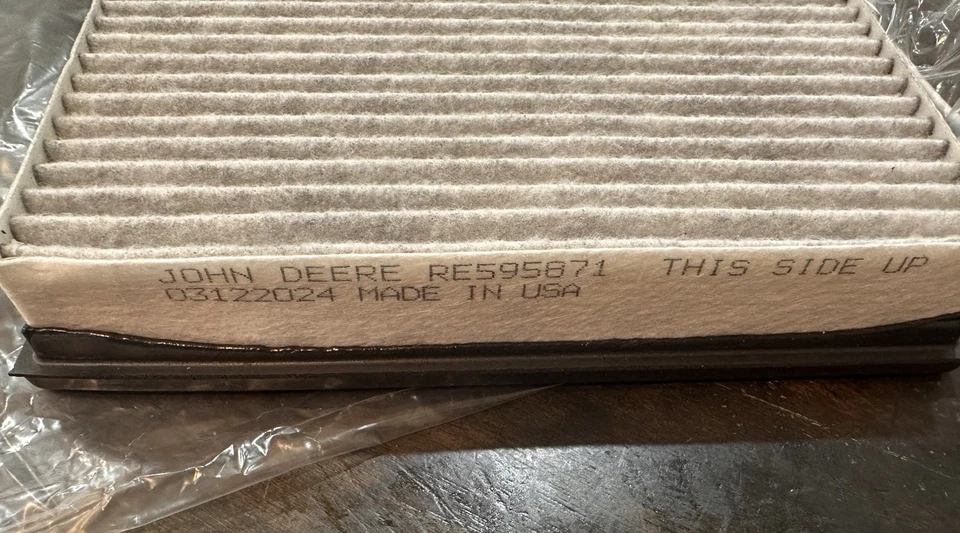 JOHN DEERE RE595871 THIS SIDE UP
03122024 MADE IN USA